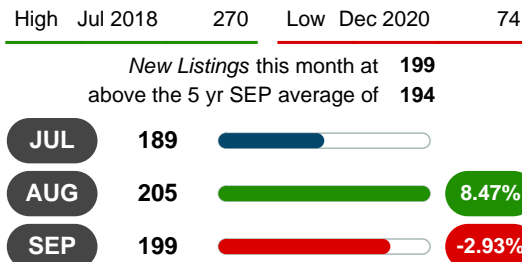 High Jul 2018 270 Low Dec 2020 74
New Listings this month at 199
above the 5 yr SEP average of 194
JUL 189
AUG 205 8.47%
SEP 199 -2.93%